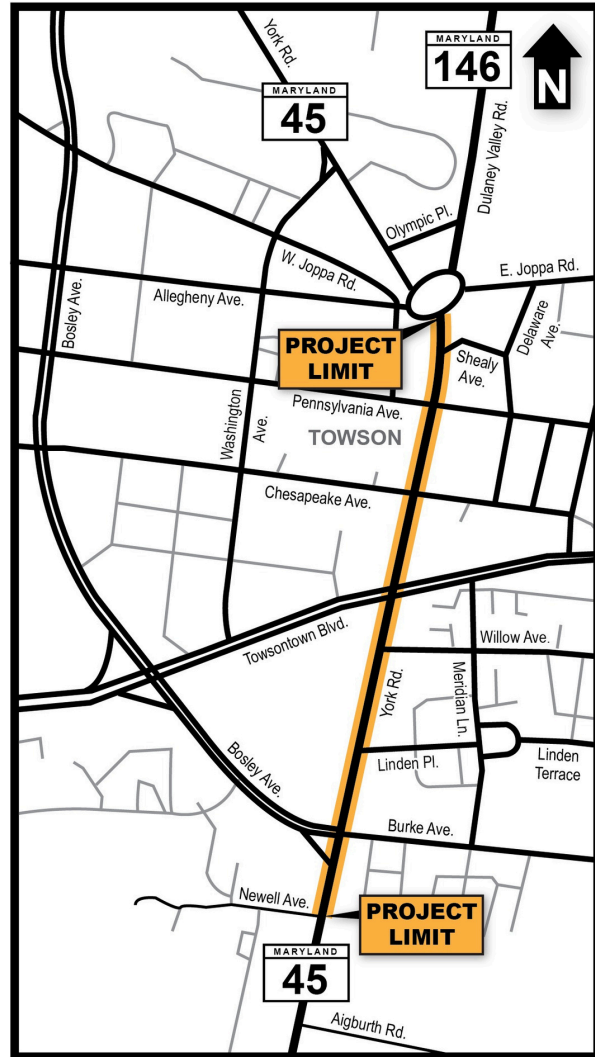 York Rd.
MARYLAND
45
MARYLAND
146
N
Dulaney Valley Rd.
Olympic Pl.
W. Joppa Rd.
E. Joppa Rd.
Bosley Ave.
Allegheny Ave.
Delaware
Ave.
PROJECT
LIMIT
Shealy
Ave.
Washington
Ave.
Pennsylvania Ave.
TOWSON
Chesapeake Ave.
Towsontown Blvd.
Willow Ave.
York Rd.
Meridian Ln.
Linden Pl.
Linden
Terrace
Bosley Ave.
Burke Ave.
Newell Ave.
PROJECT
LIMIT
MARYLAND
45
Aigburth Rd.